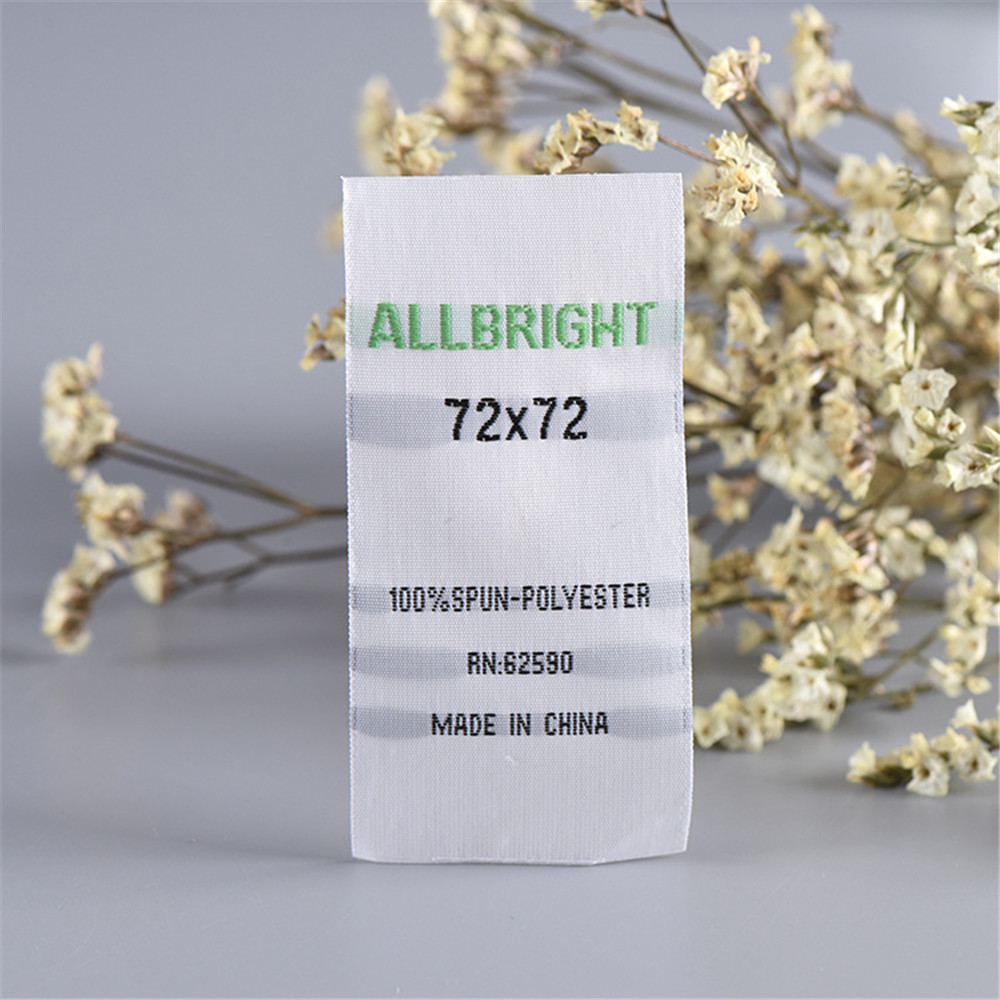 ALLBRIGHT
72x72
100%SPUN-POLYESTER
RN:62590
MADE IN CHINA